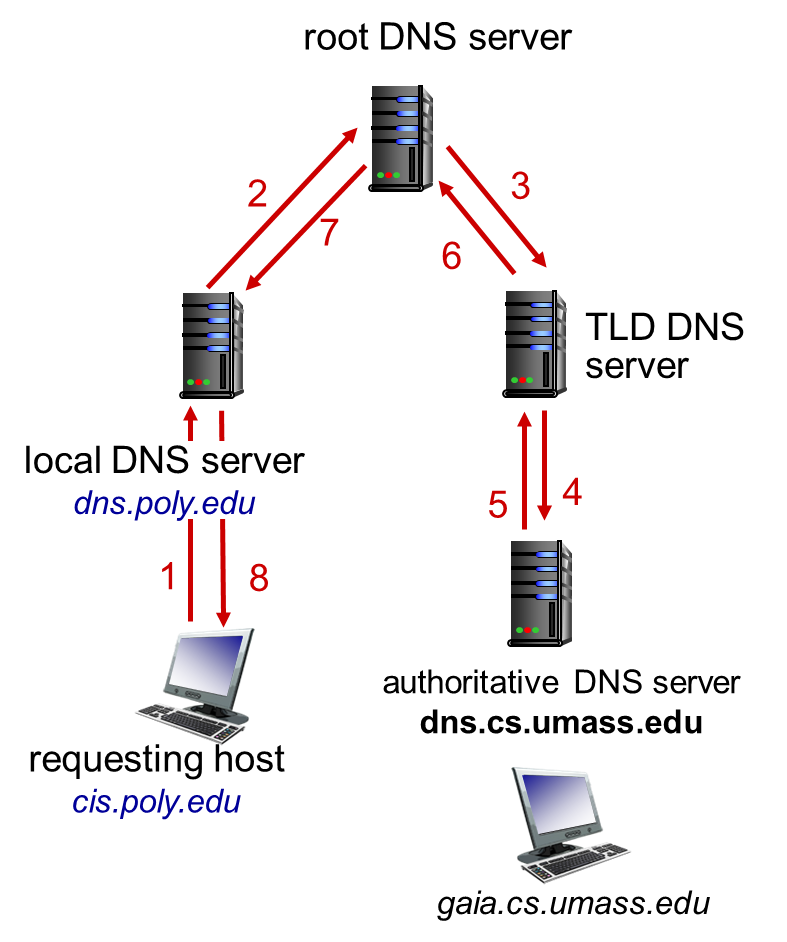 root DNS server
2
3
7
6
TLD DNS
server
local DNS server
dns.poly.edu
5
4
1
8
authoritative DNS server
dns.cs.umass.edu
requesting host
cis.poly.edu
gaia.cs.umass.edu